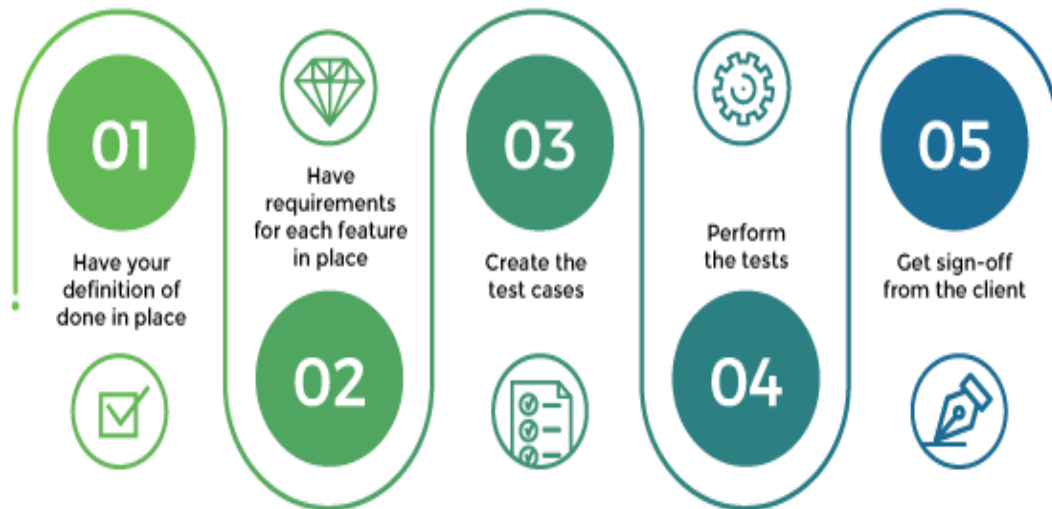 01
Have your
definition of
done in place
Have
requirements
for each feature
in place
02
03
Create the
test cases
Perform
the tests
04
05
Get sign-off
from the client